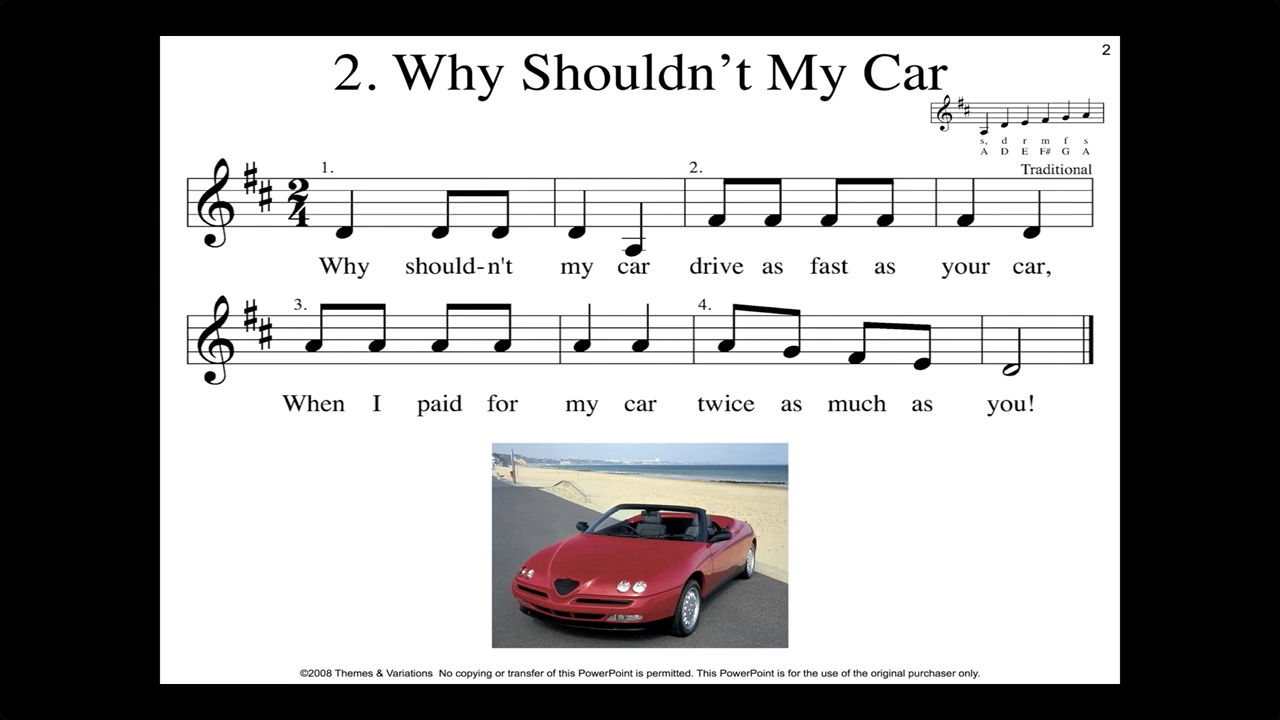 2
2. Why Shouldn’t My Car
s, d r m f s
A D E F# G A
Traditional
1. 2.
2
4
Why should-n't my car drive as fast as your car,
3. 4.
When I paid for my car twice as much as you!
©2008 Themes & Variations No copying or transfer of this PowerPoint is permitted. This PowerPoint is for the use of the original purchaser only.